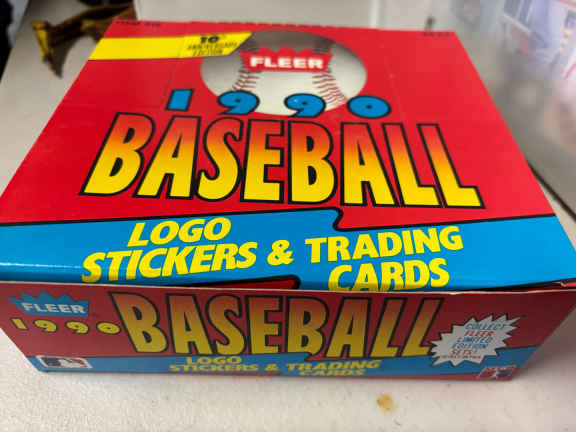 10th
ANNIVERSARY
EDITION
FLEER
1990
BASEBALL
LOGO
STICKERS & TRADING
CARDS
FLEER
1990 BASEBALL
LOGO
STICKERS & TRADING
CARDS
COLLECT
FLEER
LIMITED
EDITION
SETS!